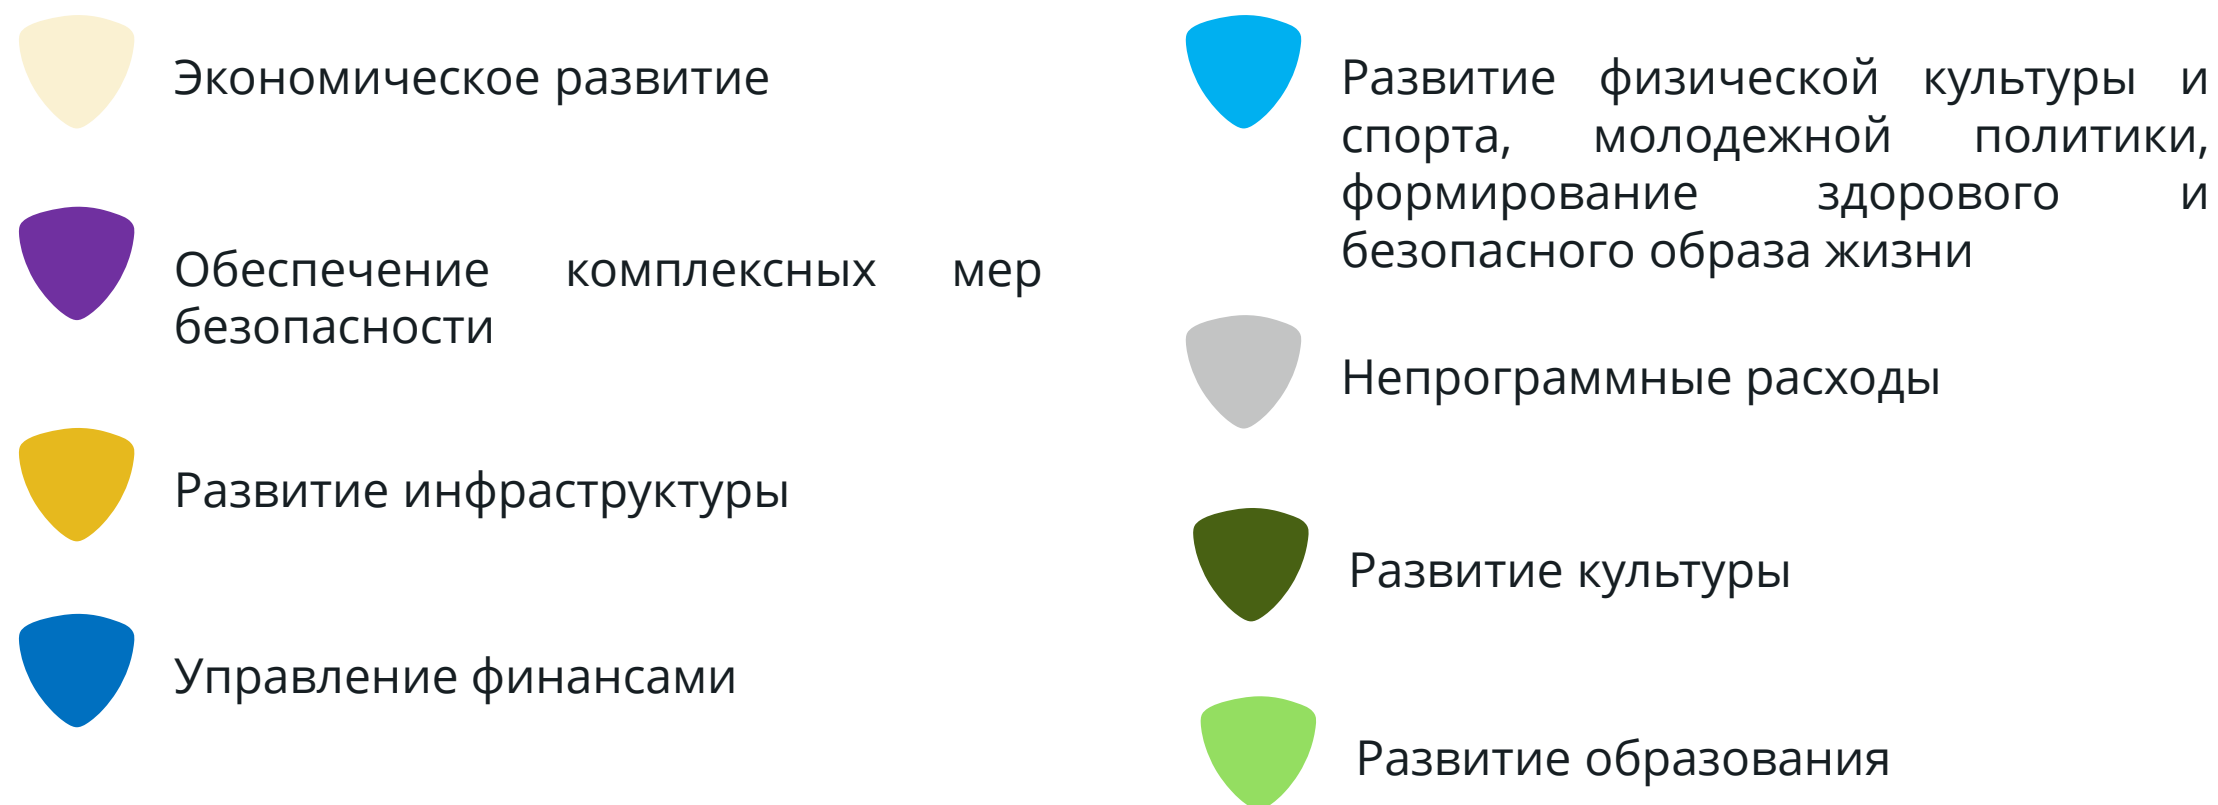 Экономическое развитие
Обеспечение комплексных мер
безопасности
Развитие инфраструктуры
Управление финансами
Развитие физической культуры и
спорта, молодежной политики,
формирование здорового и
безопасного образа жизни
Непрограммные расходы
Развитие культуры
Развитие образования